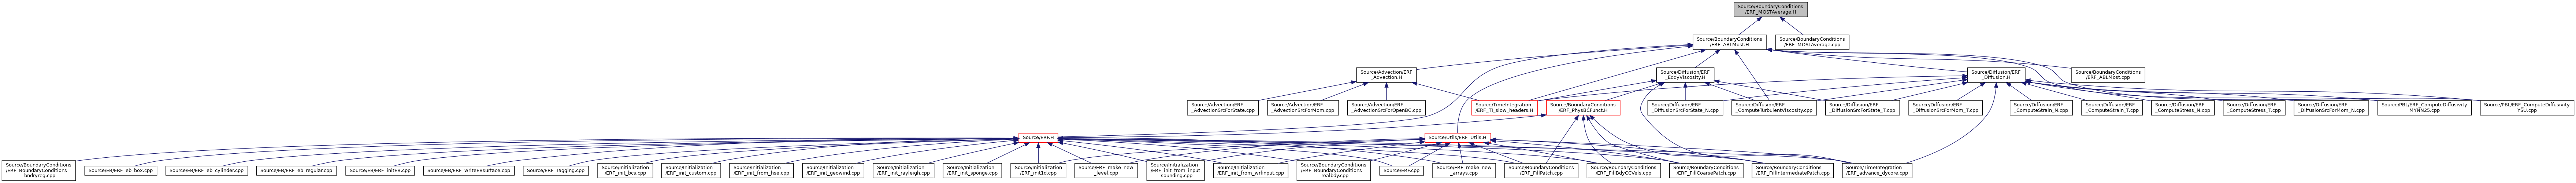 Source/BoundaryConditions
/ERF_MOSTAverage.H
Source/BoundaryConditions
/ERF_ABLMost.H
Source/BoundaryConditions
/ERF_MOSTAverage.cpp
Source/Advection/ERF
_Advection.H
Source/Diffusion/ERF
_EddyViscosity.H
Source/Diffusion/ERF
_Diffusion.H
Source/BoundaryConditions
/ERF_ABLMost.cpp
Source/Advection/ERF
_AdvectionSrcForState.cpp
Source/Advection/ERF
_AdvectionSrcForMom.cpp
Source/Advection/ERF
_AdvectionSrcForOpenBC.cpp
Source/TimeIntegration
/ERF_TI_slow_headers.H
Source/BoundaryConditions
/ERF_PhysBCFunct.H
Source/Diffusion/ERF
_DiffusionSrcForState_N.cpp
Source/Diffusion/ERF
_ComputeTurbulentViscosity.cpp
Source/Diffusion/ERF
_DiffusionSrcForState_T.cpp
Source/Diffusion/ERF
_DiffusionSrcForMom_T.cpp
Source/Diffusion/ERF
_ComputeStrain_N.cpp
Source/Diffusion/ERF
_ComputeStrain_T.cpp
Source/Diffusion/ERF
_ComputeStress_N.cpp
Source/Diffusion/ERF
_ComputeStress_T.cpp
Source/Diffusion/ERF
_DiffusionSrcForMom_N.cpp
Source/PBL/ERF_ComputeDiffusivity
MYNN25.cpp
Source/PBL/ERF_ComputeDiffusivity
YSU.cpp
Source/ERF.H
Source/Utils/ERF_Utils.H
Source/BoundaryConditions
/ERF_BoundaryConditions
_bndryreg.cpp
Source/EB/ERF_eb_box.cpp
Source/EB/ERF_eb_cylinder.cpp
Source/EB/ERF_eb_regular.cpp
Source/EB/ERF_initEB.cpp
Source/EB/ERF_writeEBsurface.cpp
Source/ERF_Tagging.cpp
Source/Initialization
/ERF_init_bcs.cpp
Source/Initialization
/ERF_init_custom.cpp
Source/Initialization
/ERF_init_from_hse.cpp
Source/Initialization
/ERF_init_geowind.cpp
Source/Initialization
/ERF_init_rayleigh.cpp
Source/Initialization
/ERF_init_sponge.cpp
Source/Initialization
/ERF_init1d.cpp
Source/ERF_make_new
_level.cpp
Source/Initialization
/ERF_init_from_input
_sounding.cpp
Source/Initialization
/ERF_init_from_wrfinput.cpp
Source/BoundaryConditions
/ERF_BoundaryConditions
_realbdy.cpp
Source/ERF.cpp
Source/ERF_make_new
_arrays.cpp
Source/BoundaryConditions
/ERF_FillPatch.cpp
Source/BoundaryConditions
/ERF_FillBdyCCVels.cpp
Source/BoundaryConditions
/ERF_FillCoarsePatch.cpp
Source/BoundaryConditions
/ERF_FillIntermediatePatch.cpp
Source/TimeIntegration
/ERF_advance_dycore.cpp